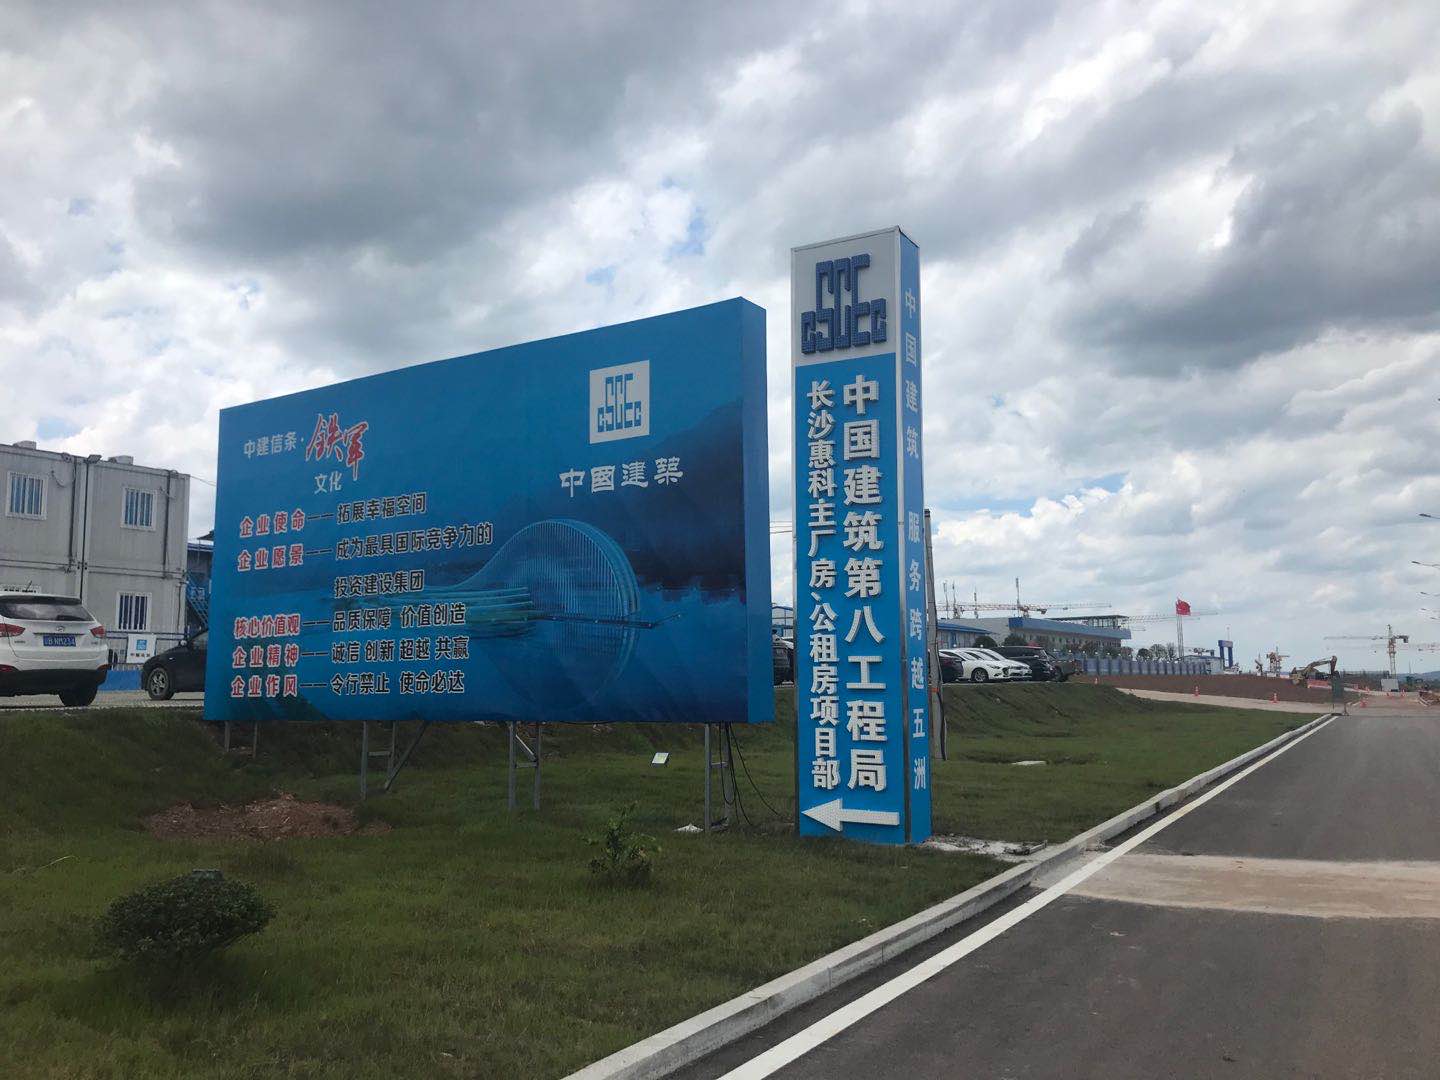 中建信条·铁军
文化
企业使命——拓展幸福空间
企业愿景——成为最具国际竞争力的
投资建设集团
核心价值观——品质保障 价值创造
企业精神——诚信 创新 超越 共赢
企业作风——令行禁止 使命必达
CSCEC
中國建築
CSCEC
中国建筑第八工程局
长沙惠科主厂房、公租房项目部
中国建筑 服务跨越五洲